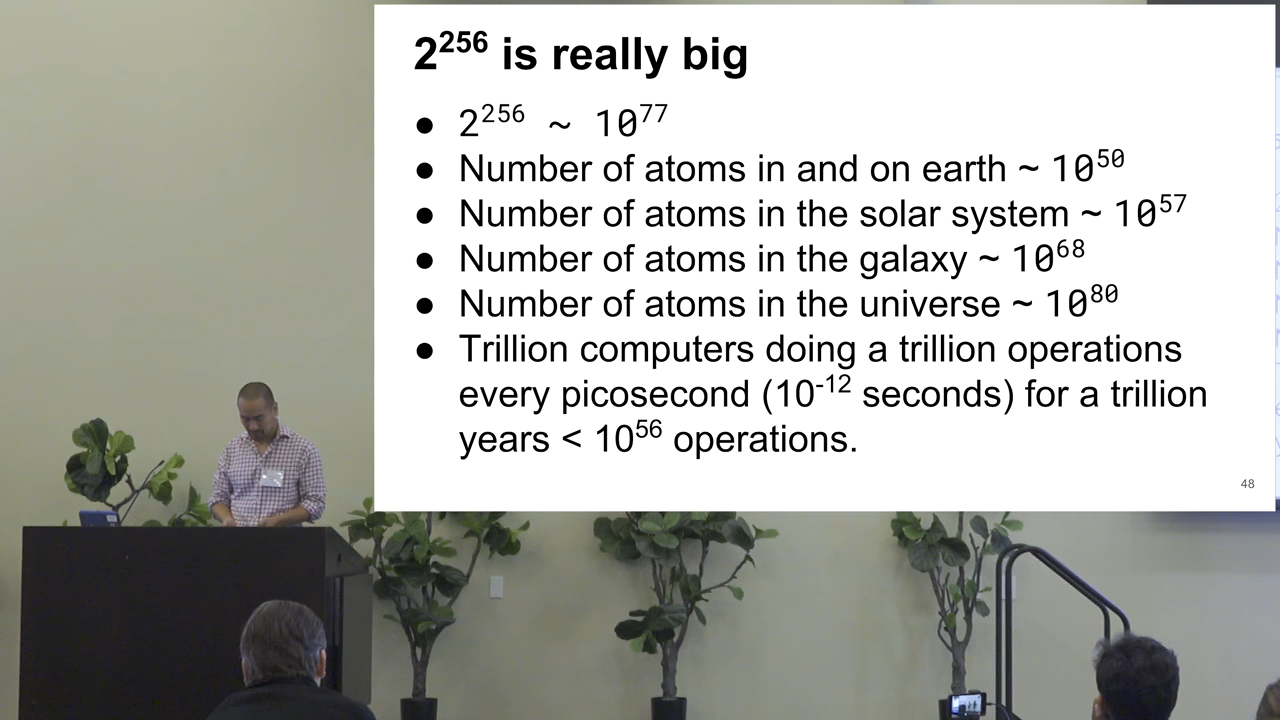 2²⁵⁶ is really big
● 2²⁵⁶ ~ 10⁷⁷
● Number of atoms in and on earth ~ 10⁵⁰
● Number of atoms in the solar system ~ 10⁵⁷
● Number of atoms in the galaxy ~ 10⁶⁸
● Number of atoms in the universe ~ 10⁸⁰
● Trillion computers doing a trillion operations
every picosecond (10⁻¹² seconds) for a trillion
years < 10⁵⁶ operations.
48